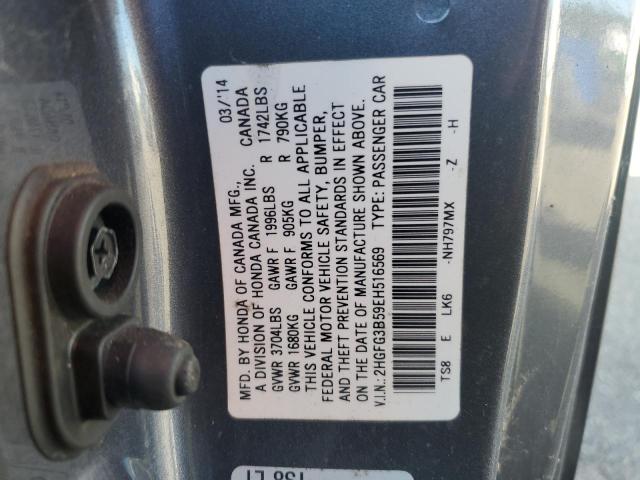 MFD. BY HONDA OF CANADA MFG., 03/'14
A DIVISION OF HONDA CANADA INC. CANADA
GVWR 3704LBS GAWR F 1996LBS R 1742LBS
GVWR 1680KG GAWR F 905KG R 790KG
THIS VEHICLE CONFORMS TO ALL APPLICABLE
FEDERAL MOTOR VEHICLE SAFETY, BUMPER,
AND THEFT PREVENTION STANDARDS IN EFFECT
ON THE DATE OF MANUFACTURE SHOWN ABOVE.
V.I.N.: 2HGFG3B59EH516569 TYPE: PASSENGER CAR
TS8 E LK6 -NH797MX -Z -H